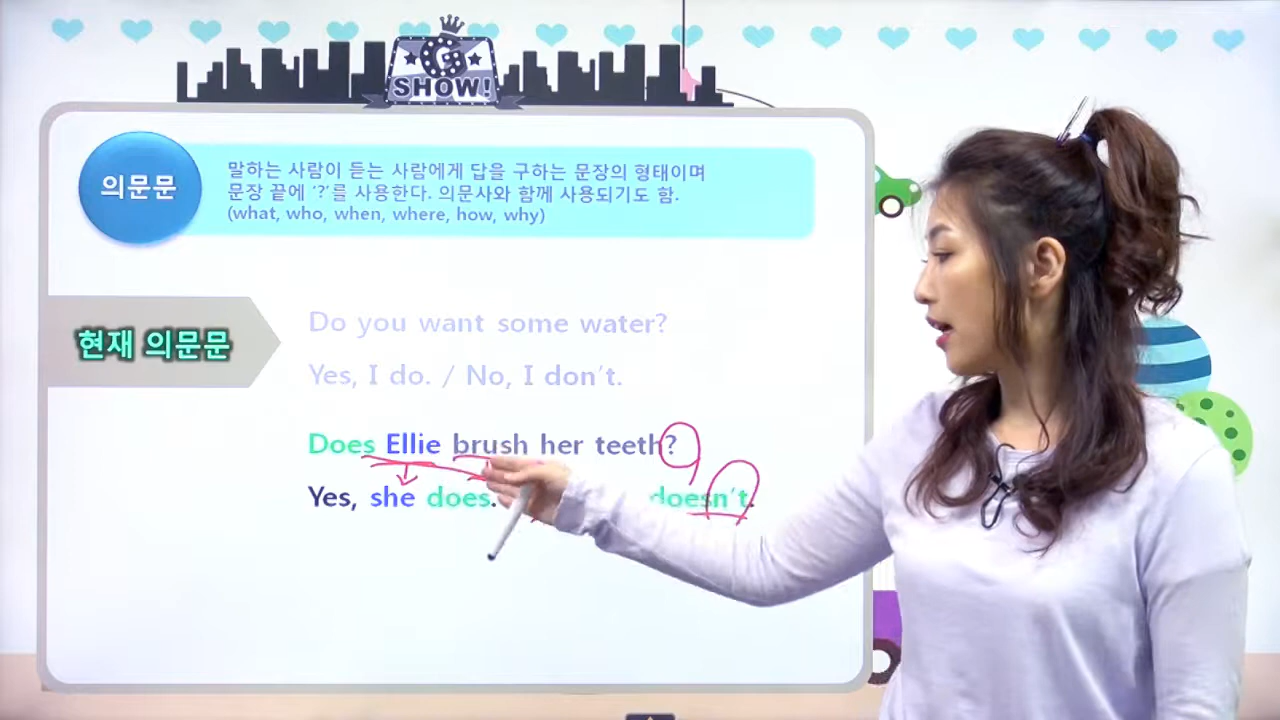 G
SHOW!
의문문
말하는 사람이 듣는 사람에게 답을 구하는 문장의 형태이며
문장 끝에 '?'를 사용한다. 의문사와 함께 사용되기도 함.
(what, who, when, where, how, why)
현재 의문문
Do you want some water?
Yes, I do. / No, I don't.
Does Ellie brush her teeth?
Yes, she does. doesn't.